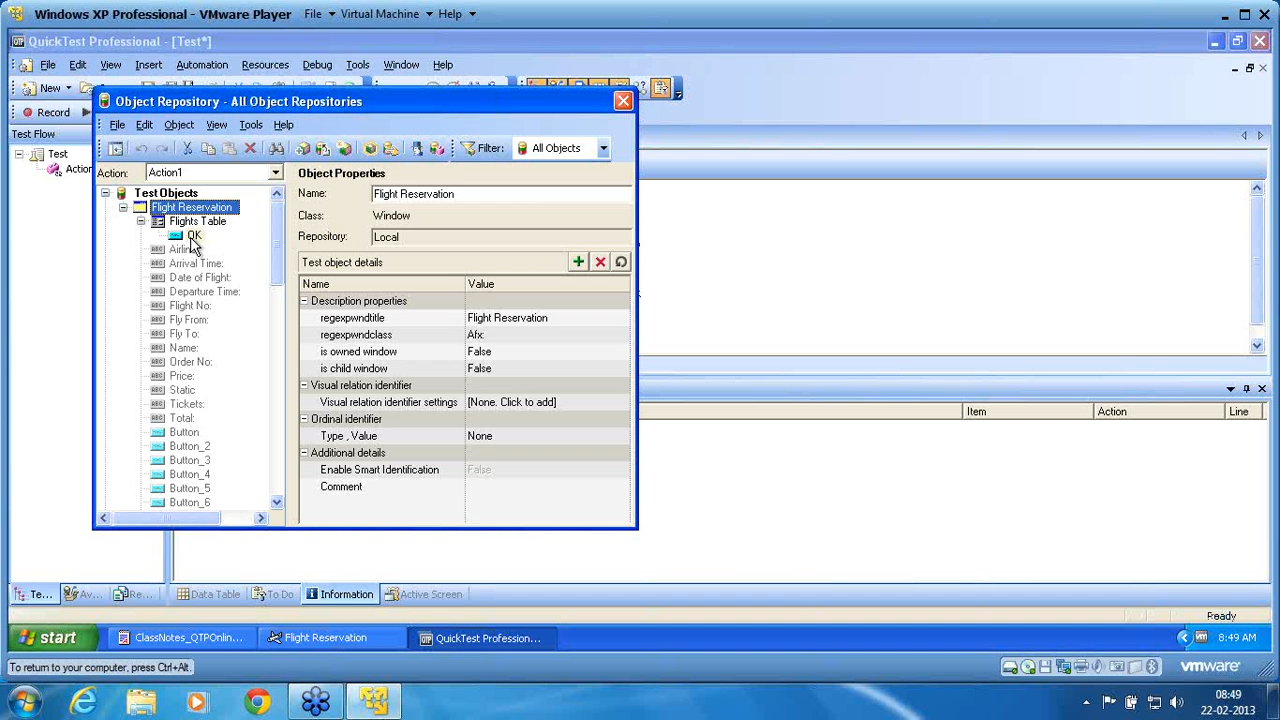 Windows XP Professional - VMware Player File Virtual Machine Help
QuickTest Professional - [Test*]
File Edit View Insert Automation Resources Debug Tools Window Help
New
Record
Test Flow
Test
Action
Object Repository - All Object Repositories
File Edit Object View Tools Help
Filter: All Objects
Action: Action1
Test Objects
Flight Reservation
Flights Table
OK
Airline
Arrival Time:
Date of Flight:
Departure Time:
Flight No:
Fly From:
Fly To:
Name:
Order No:
Price:
Static
Tickets:
Total:
Button
Button_2
Button_3
Button_4
Button_5
Button_6
Object Properties
Name: Flight Reservation
Class: Window
Repository: Local
Test object details
Name Value
Description properties
regexpwndtitle Flight Reservation
regexpwndclass Afx:
is owned window False
is child window False
Visual relation identifier
Visual relation identifier settings [None. Click to add]
Ordinal identifier
Type , Value None
Additional details
Enable Smart Identification False
Comment
Item Action Line
Te... Av... Re... Data Table To Do Information Active Screen
Ready
start ClassNotes_QTPOnlin... Flight Reservation QuickTest Profession... 8:49 AM
To return to your computer, press Ctrl+Alt. vmware
08:49
22-02-2013